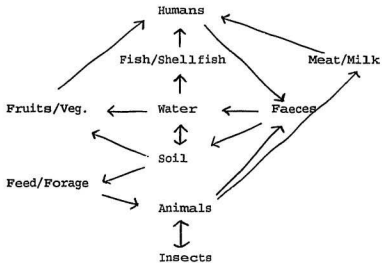 Humans
Fish/Shellfish
Meat/Milk
Fruits/Veg.
Water
Faeces
Soil
Feed/Forage
Animals
Insects